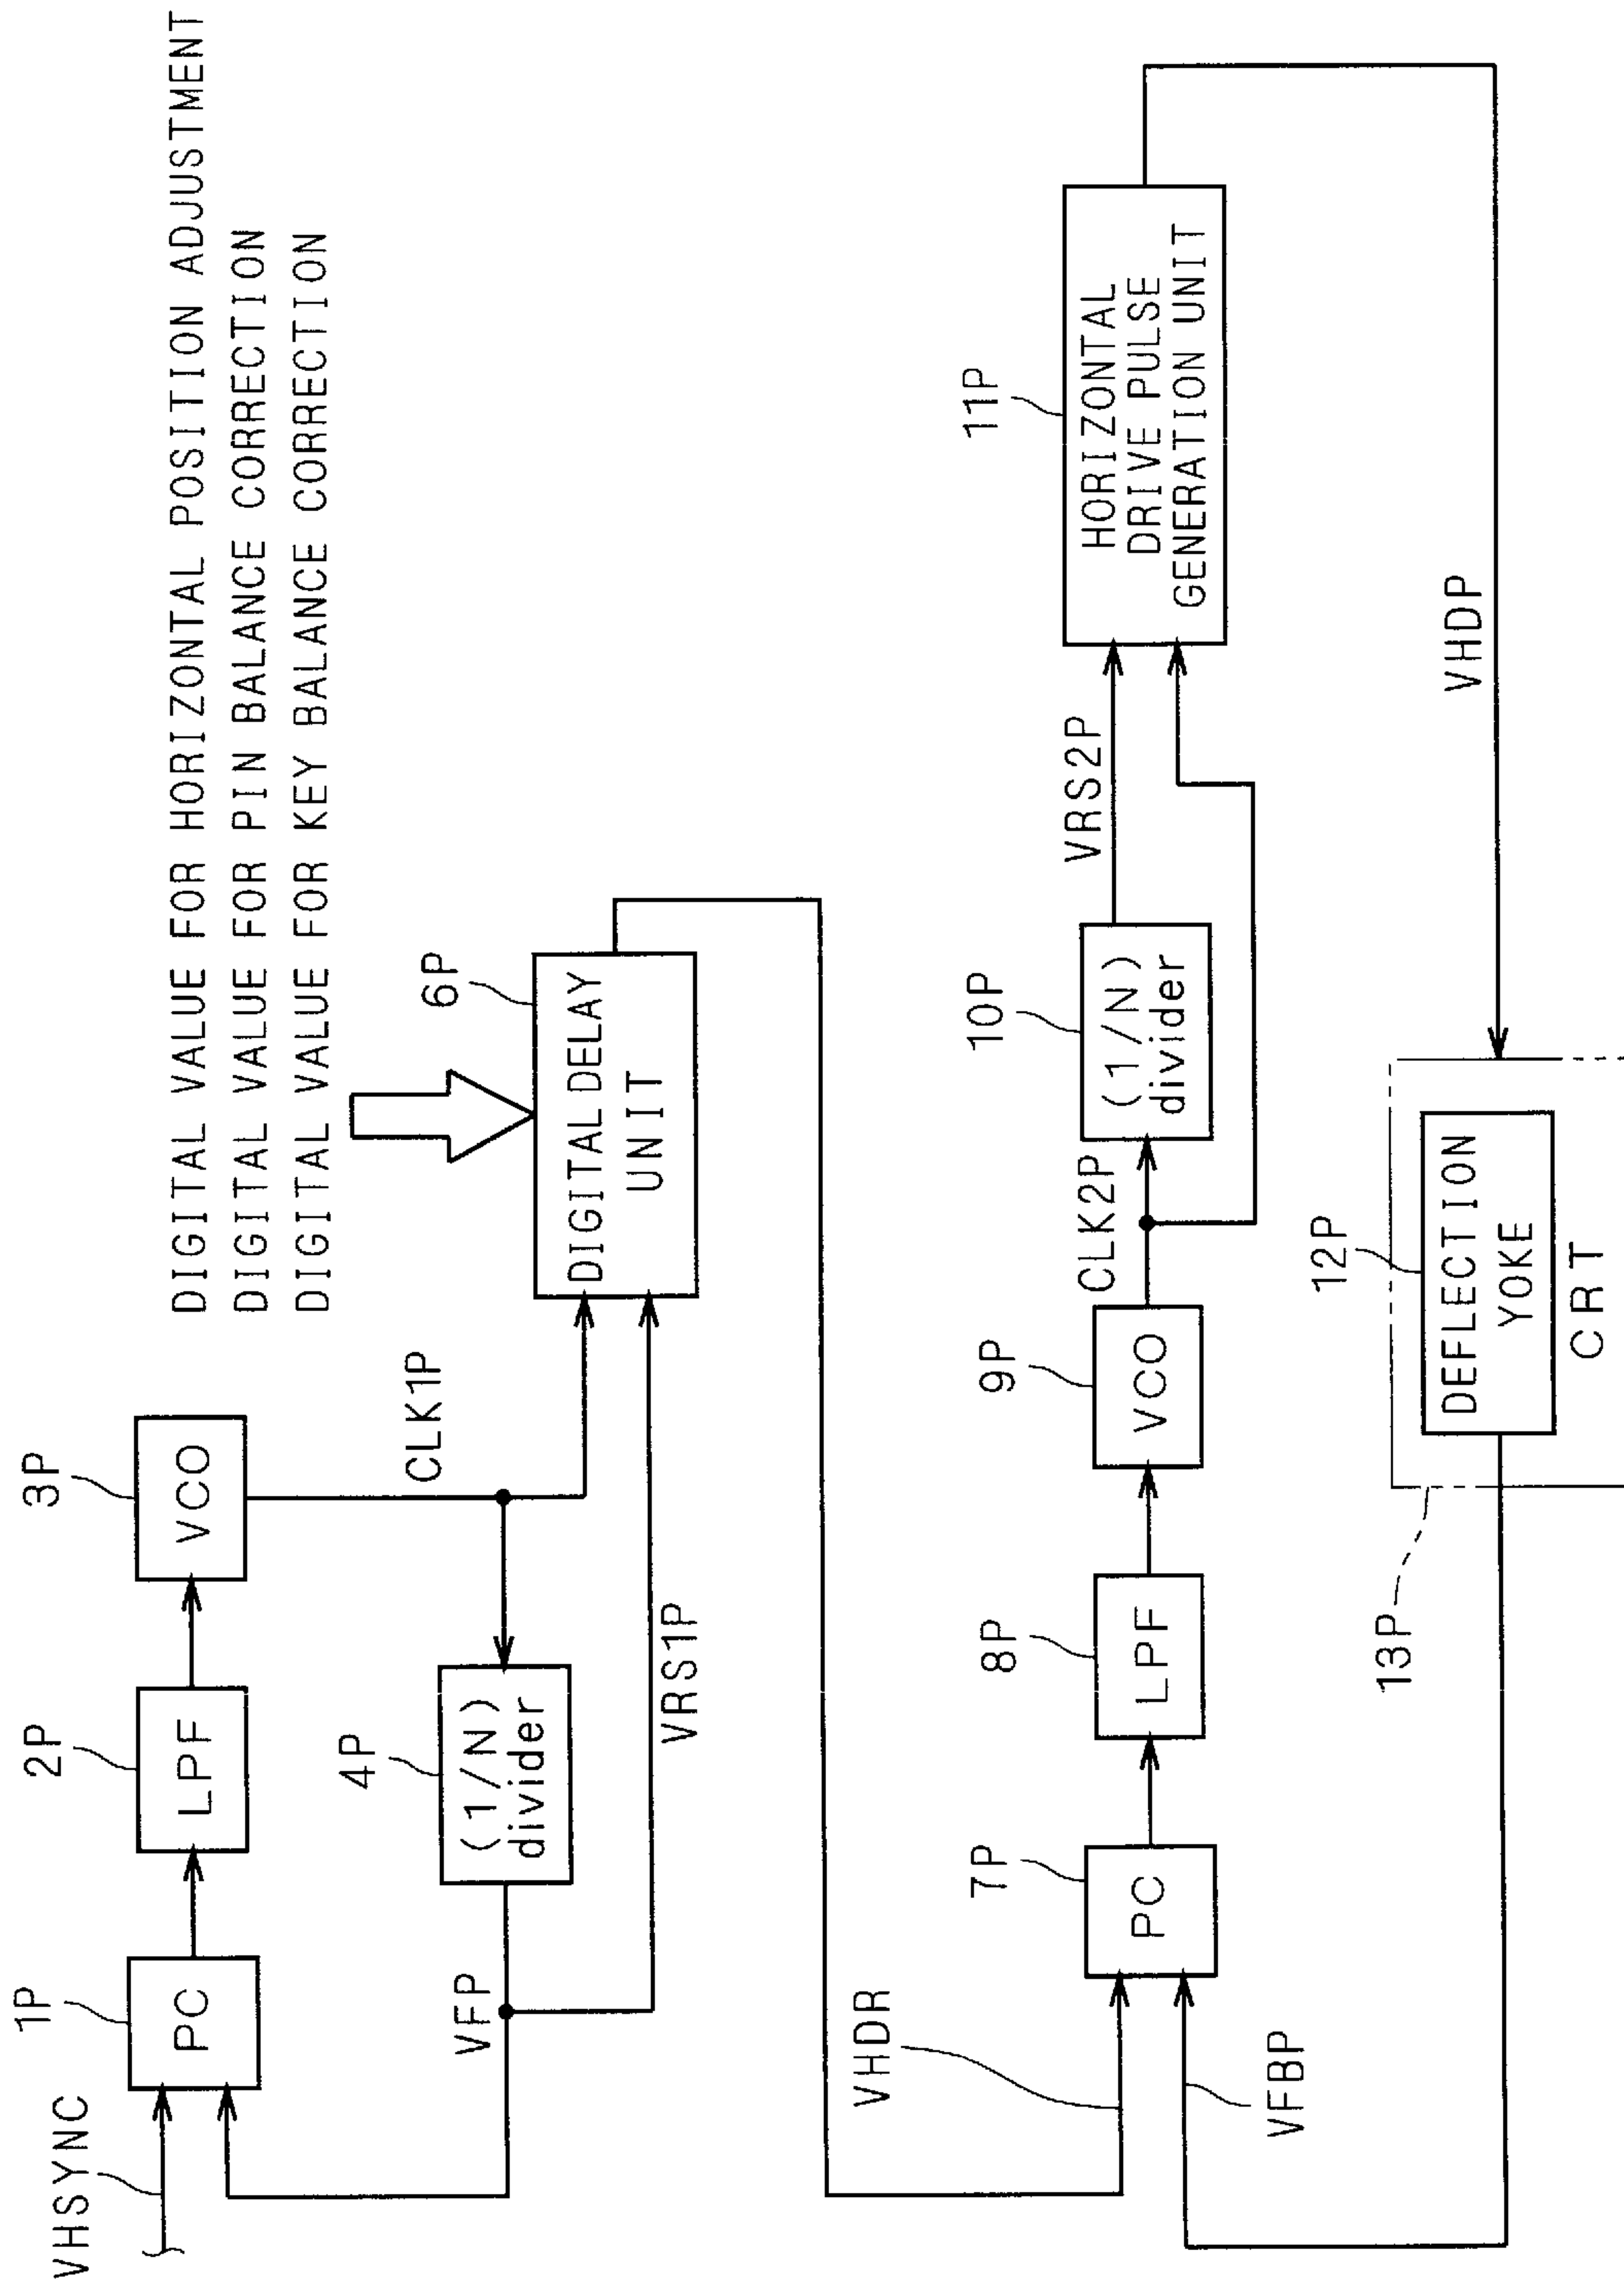 DIGITAL VALUE FOR HORIZONTAL POSITION ADJUSTMENT
DIGITAL VALUE FOR PIN BALANCE CORRECTION
DIGITAL VALUE FOR KEY BALANCE CORRECTION
VHSYNC
1P
PC
2P
LPF
3P
VCO
CLK1P
4P
(1/N)
divider
VFP
VRS1P
6P
DIGITAL DELAY
UNIT
VHDR
VFBP
7P
PC
8P
LPF
9P
VCO
CLK2P
10P
(1/N)
divider
VRS2P
11P
HORIZONTAL
DRIVE PULSE
GENERATION UNIT
VHDP
12P
DEFLECTION
YOKE
CRT
13P